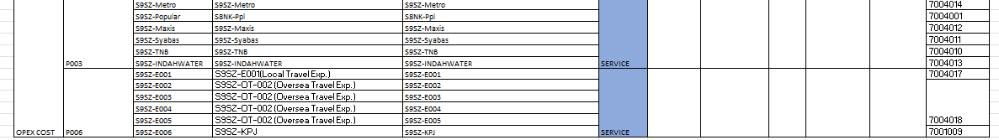 S9SZ-Metro S9SZ-Metro S9SZ-Metro 7004014
S9SZ-Popular S8NK-Ppl S8NK-Ppl 7004001
S9SZ-Maxis S9SZ-Maxis S9SZ-Maxis 7004012
S9SZ-Syabas S9SZ-Syabas S9SZ-Syabas 7004011
S9SZ-TNB S9SZ-TNB S9SZ-TNB 7004010
P003 S9SZ-INDAHWATER S9SZ-INDAHWATER S9SZ-INDAHWATER SERVICE 7004013
S9SZ-E001 S9SZ-E001(Local Travel Exp.) S9SZ-E001 7004017
S9SZ-E002 S9SZ-OT-002 (Oversea Travel Exp.) S9SZ-E002
S9SZ-E003 S9SZ-OT-002 (Oversea Travel Exp.) S9SZ-E003
S9SZ-E004 S9SZ-OT-002 (Oversea Travel Exp.) S9SZ-E004
S9SZ-E005 S9SZ-OT-002 (Oversea Travel Exp.) S9SZ-E005 7004018
OPEX COST P006 S9SZ-E006 S9SZ-KPJ S9SZ-KPJ SERVICE 7001009